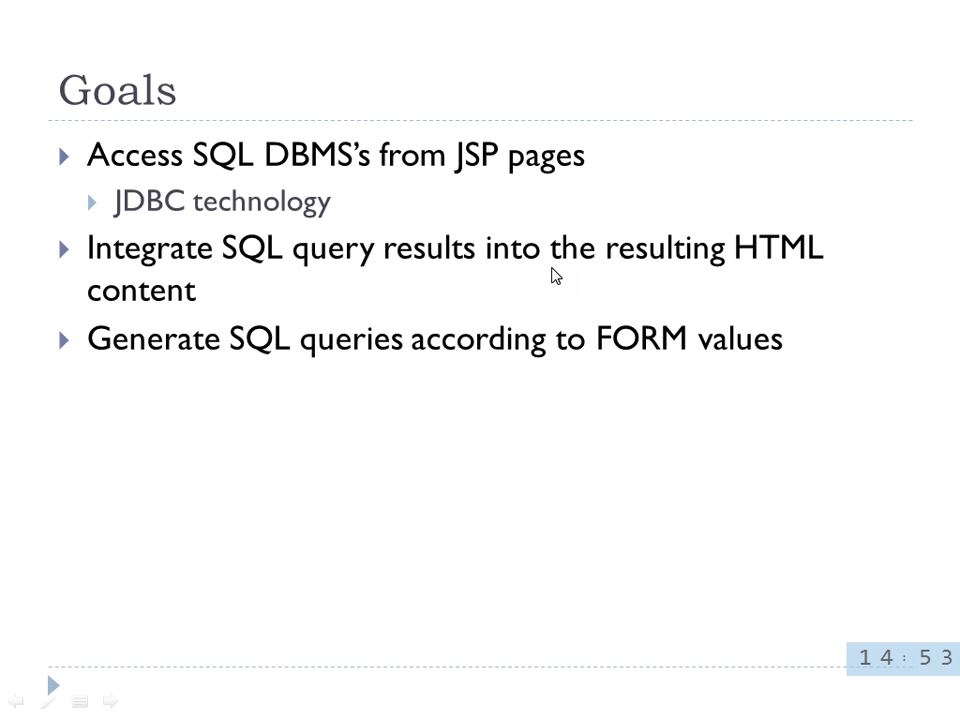 Goals
Access SQL DBMS’s from JSP pages
JDBC technology
Integrate SQL query results into the resulting HTML
content
Generate SQL queries according to FORM values
14:53